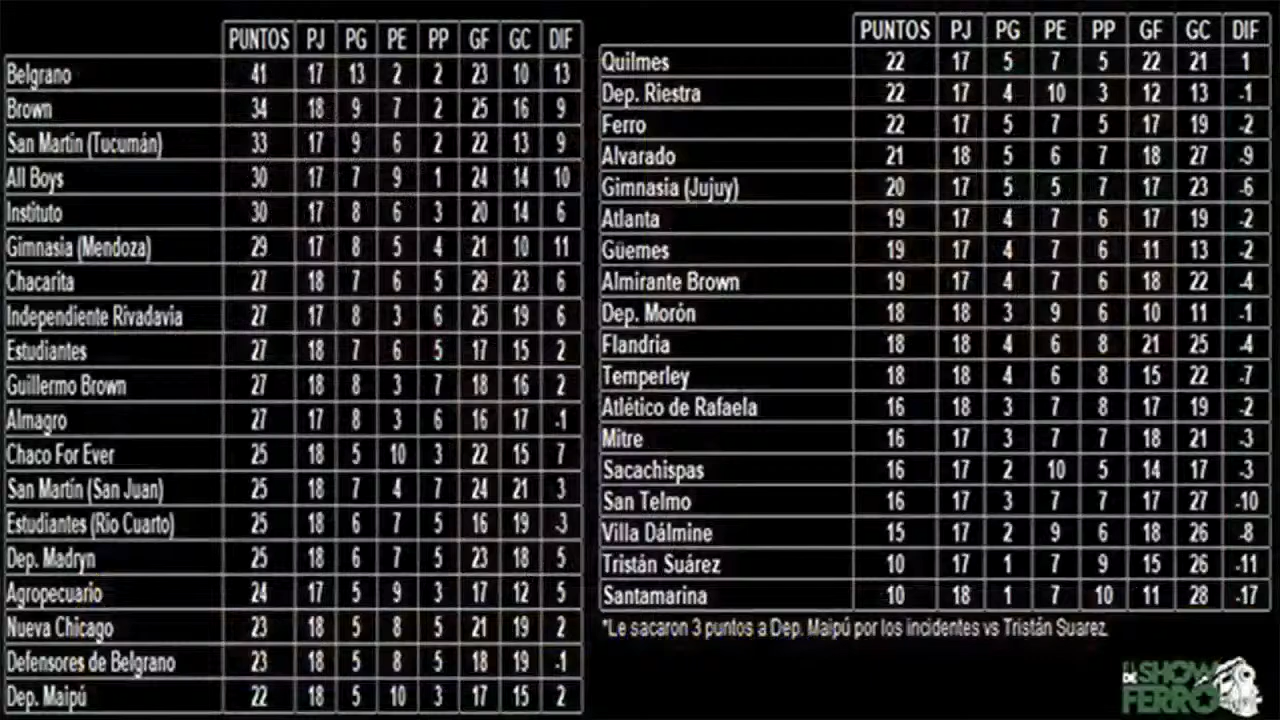 PUNTOS PJ PG PE PP GF GC DIF
Belgrano 41 17 13 2 2 23 10 13
Brown 34 18 9 7 2 25 16 9
San Martín (Tucumán) 33 17 9 6 2 22 13 9
All Boys 30 17 7 9 1 24 14 10
Instituto 30 17 8 6 3 20 14 6
Gimnasia (Mendoza) 29 17 8 5 4 21 10 11
Chacarita 27 18 7 6 5 29 23 6
Independiente Rivadavia 27 17 8 3 6 25 19 6
Estudiantes 27 18 7 6 5 17 15 2
Guillermo Brown 27 18 8 3 7 18 16 2
Almagro 27 17 8 3 6 16 17 -1
Chaco For Ever 25 18 5 10 3 22 15 7
San Martín (San Juan) 25 18 7 4 7 24 21 3
Estudiantes (Río Cuarto) 25 18 6 7 5 16 19 -3
Dep. Madryn 25 18 6 7 5 23 18 5
Agropecuario 24 17 5 9 3 17 12 5
Nueva Chicago 23 18 5 8 5 21 19 2
Defensores de Belgrano 23 18 5 8 5 18 19 -1
Dep. Maipú 22 18 5 10 3 17 15 2
PUNTOS PJ PG PE PP GF GC DIF
Quilmes 22 17 5 7 5 22 21 1
Dep. Riestra 22 17 4 10 3 12 13 -1
Ferro 22 17 5 7 5 17 19 -2
Alvarado 21 18 5 6 7 18 27 -9
Gimnasia (Jujuy) 20 17 5 5 7 17 23 -6
Atlanta 19 17 4 7 6 17 19 -2
Güemes 19 17 4 7 6 11 13 -2
Almirante Brown 19 17 4 7 6 18 22 -4
Dep. Morón 18 18 3 9 6 10 11 -1
Flandria 18 18 4 6 8 21 25 -4
Temperley 18 18 4 6 8 15 22 -7
Atlético de Rafaela 16 18 3 7 8 17 19 -2
Mitre 16 17 3 7 7 18 21 -3
Sacachispas 16 17 2 10 5 14 17 -3
San Telmo 16 17 3 7 7 17 27 -10
Villa Dálmine 15 17 2 9 6 18 26 -8
Tristán Suárez 10 17 1 7 9 15 26 -11
Santamarina 10 18 1 7 10 11 28 -17
*Le sacaron 3 puntos a Dep. Maipú por los incidentes vs Tristán Suarez.
EL SHOW
DE FERRO